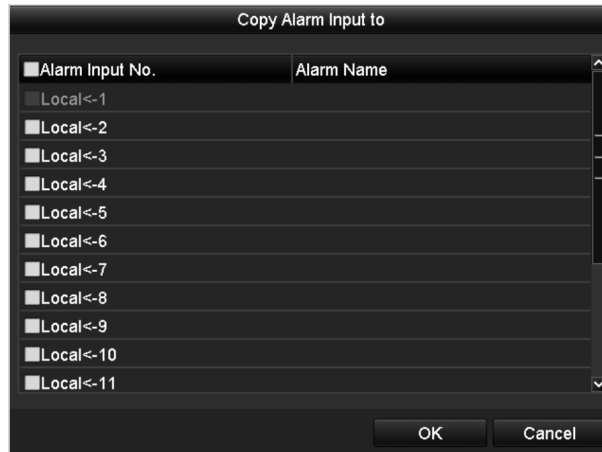 Copy Alarm Input to
Alarm Input No. Alarm Name
Local<-1
Local<-2
Local<-3
Local<-4
Local<-5
Local<-6
Local<-7
Local<-8
Local<-9
Local<-10
Local<-11
OK Cancel